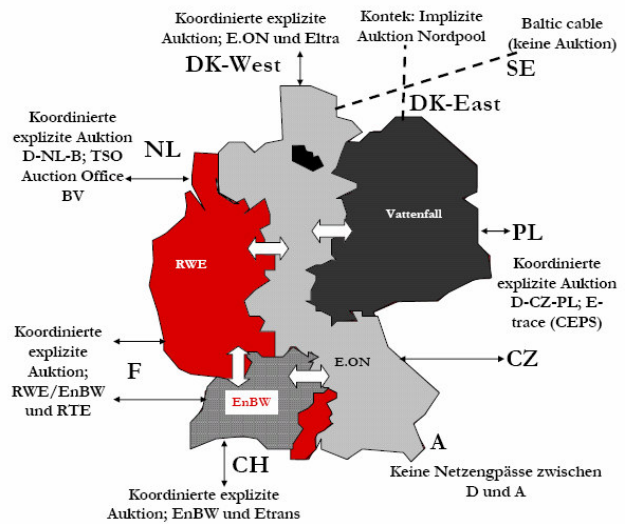 Koordinierte explizite
Auktion; E.ON und Eltra
DK-West
Kontek: Implizite
Auktion Nordpool
Baltic cable
(keine Auktion)
SE
DK-East
Koordinierte
explizite Auktion
D-NL-B; TSO
Auction Office
BV
NL
Vattenfall
PL
RWE
Koordinierte
explizite Auktion
D-CZ-PL; E-
trace (CEPS)
Koordinierte
explizite
Auktion;
RWE/EnBW
und RTE
F
E.ON
CZ
EnBW
A
Keine Netzengpässe zwischen
D und A
CH
Koordinierte explizite
Auktion; EnBW und Etrans